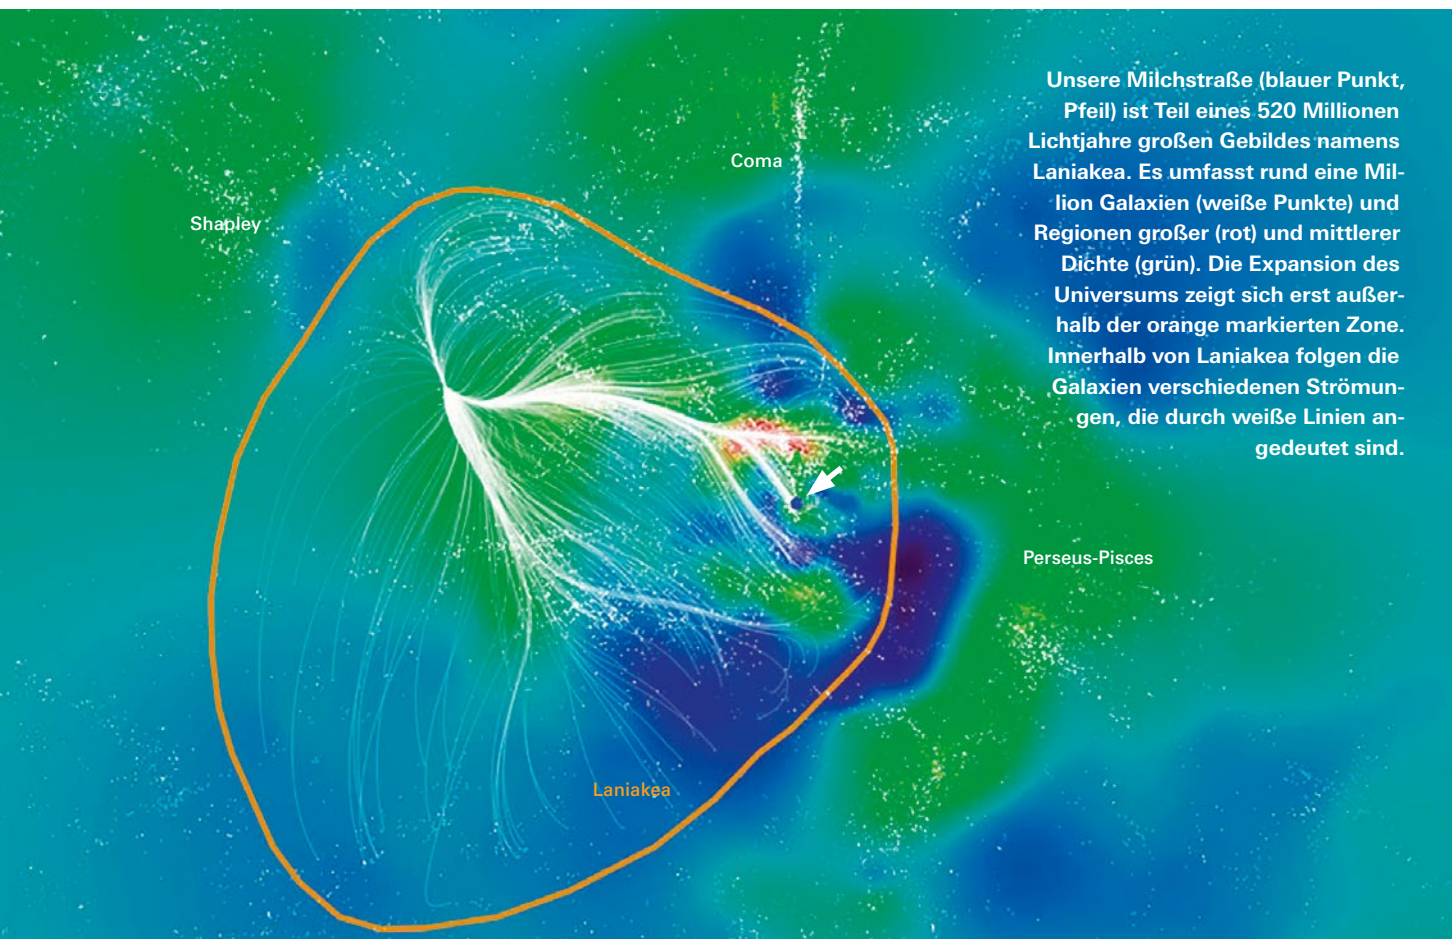 Unsere Milchstraße (blauer Punkt,
Pfeil) ist Teil eines 520 Millionen
Lichtjahre großen Gebildes namens
Laniakea. Es umfasst rund eine Mil-
lion Galaxien (weiße Punkte) und
Regionen großer (rot) und mittlerer
Dichte (grün). Die Expansion des
Universums zeigt sich erst außer-
halb der orange markierten Zone.
Innerhalb von Laniakea folgen die
Galaxien verschiedenen Strömun-
gen, die durch weiße Linien an-
gedeutet sind.
Coma
Shapley
Perseus-Pisces
Laniakea